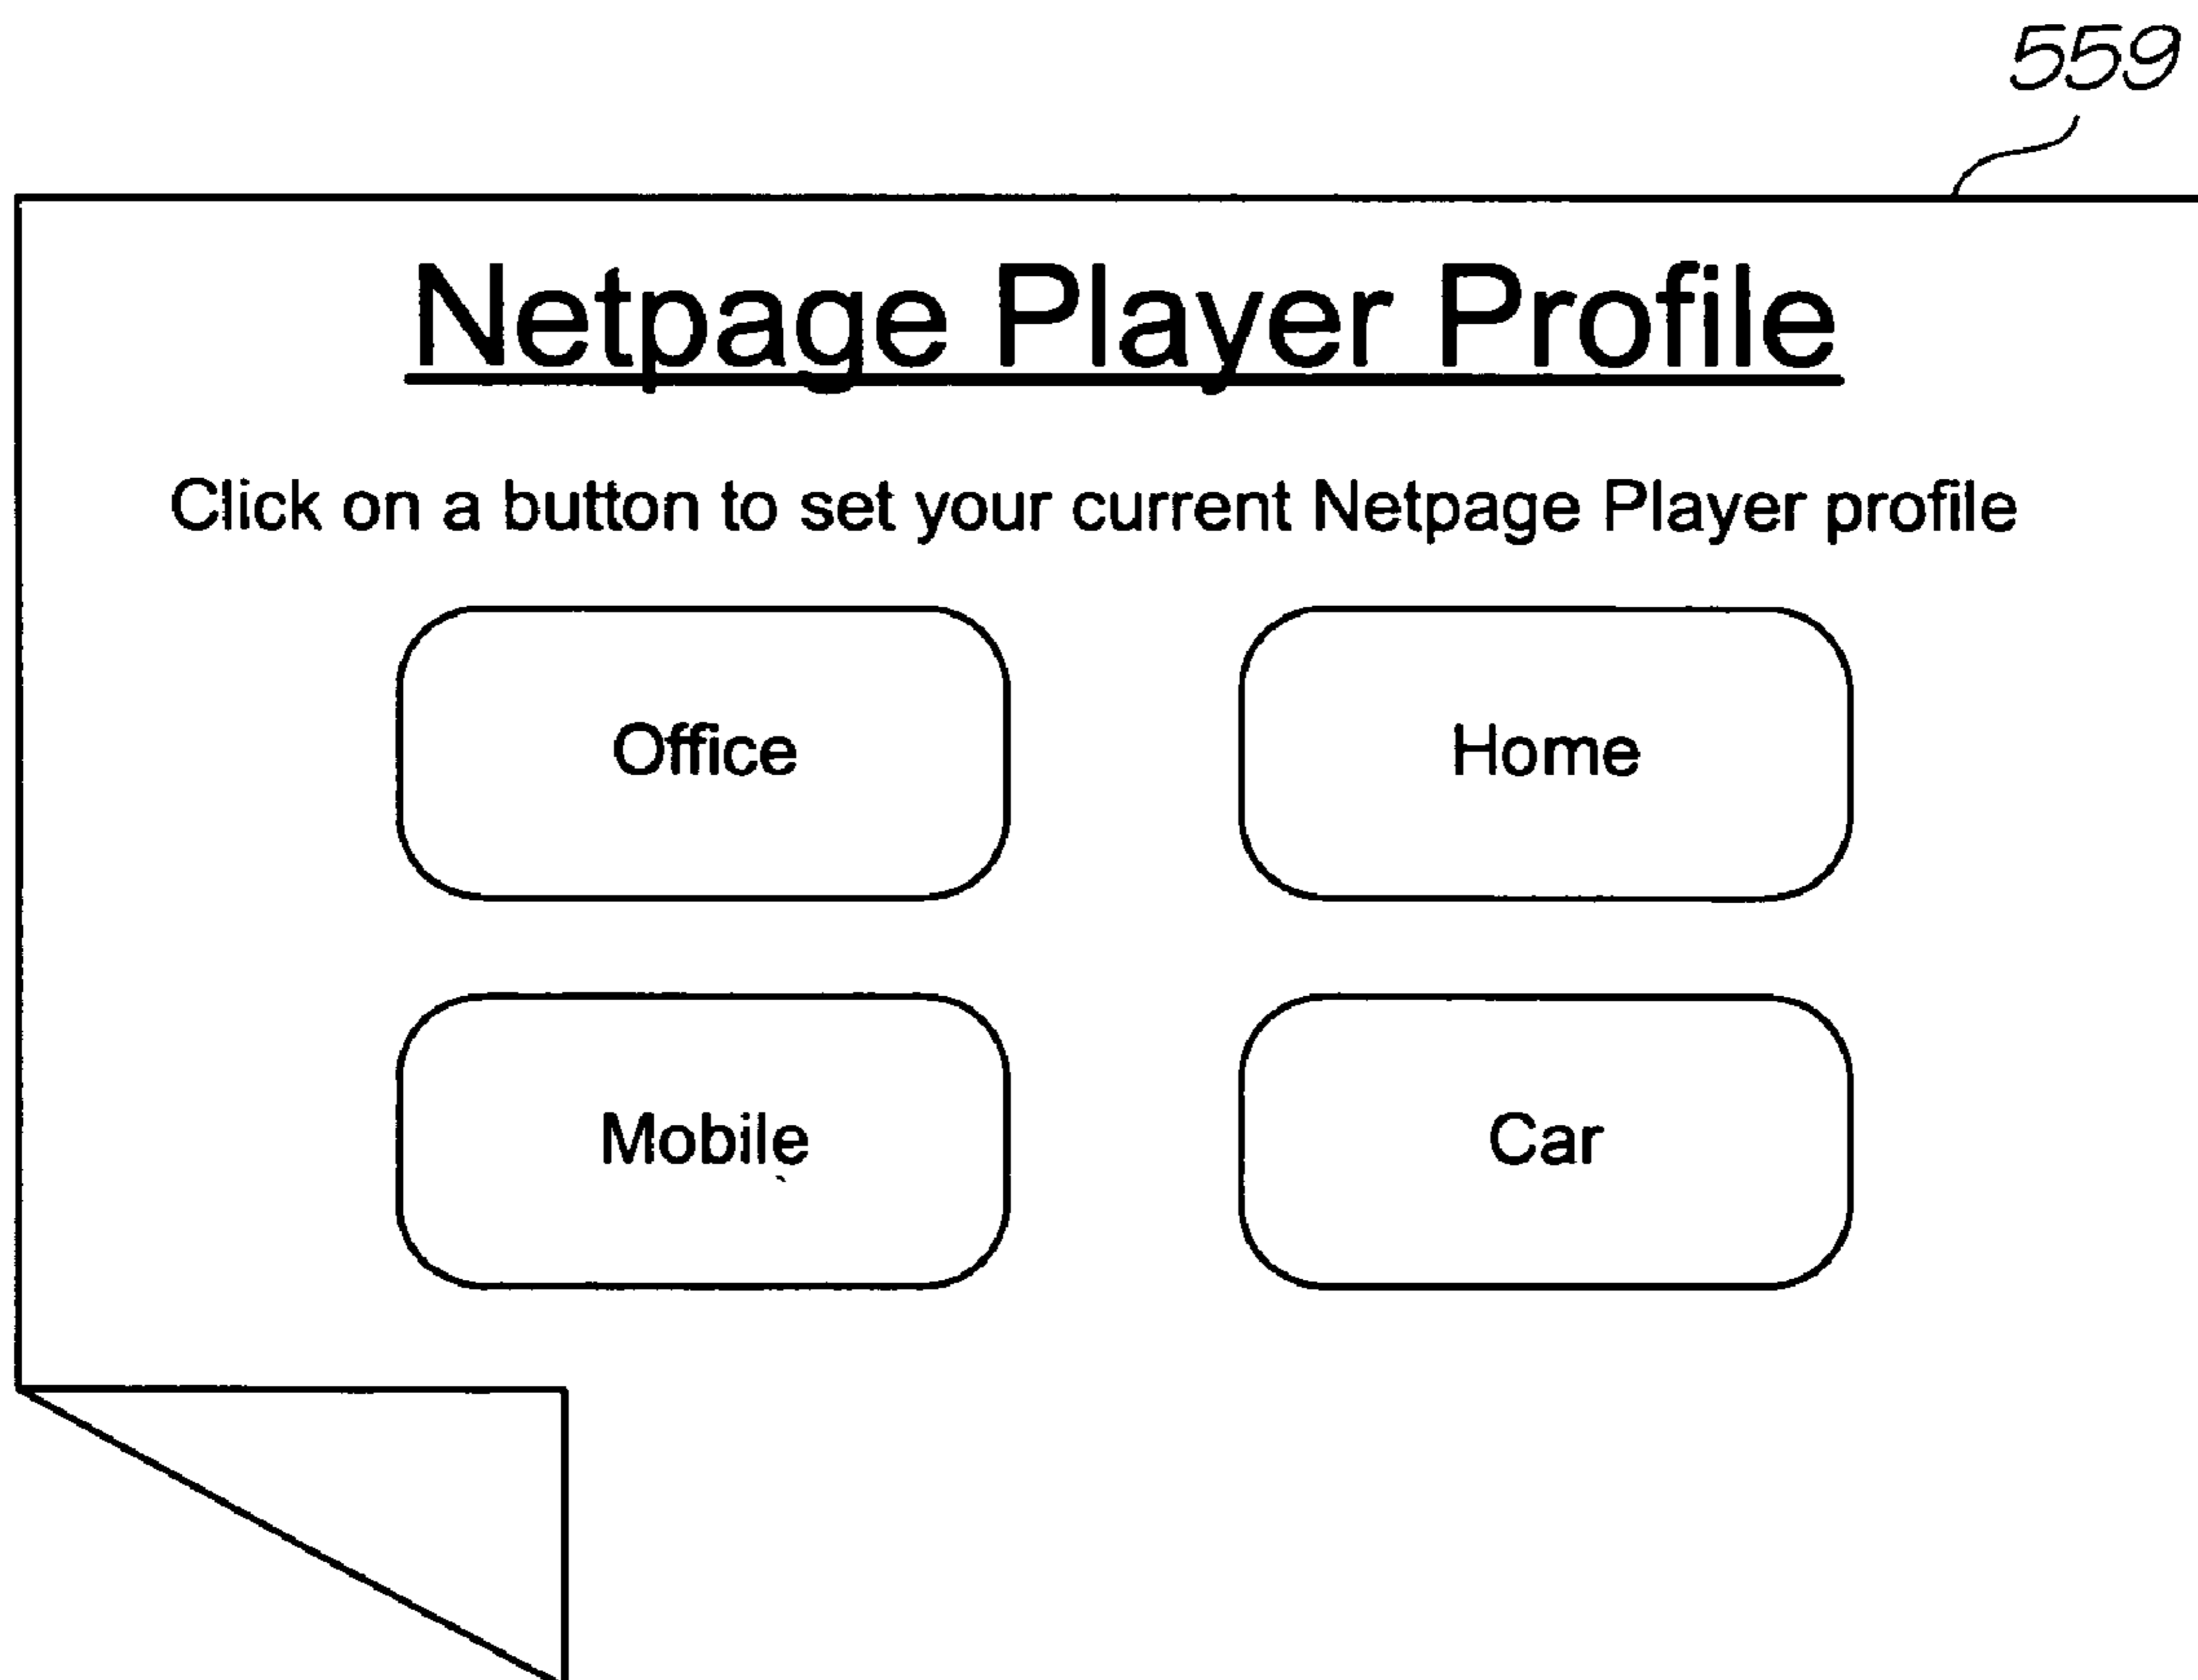 559
Netpage Player Profile
Click on a button to set your current Netpage Player profile
Office Home
Mobile Car